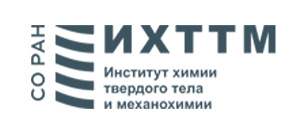 СО РАН
ИХТТМ
Институт химии
твердого тела
и механохимии